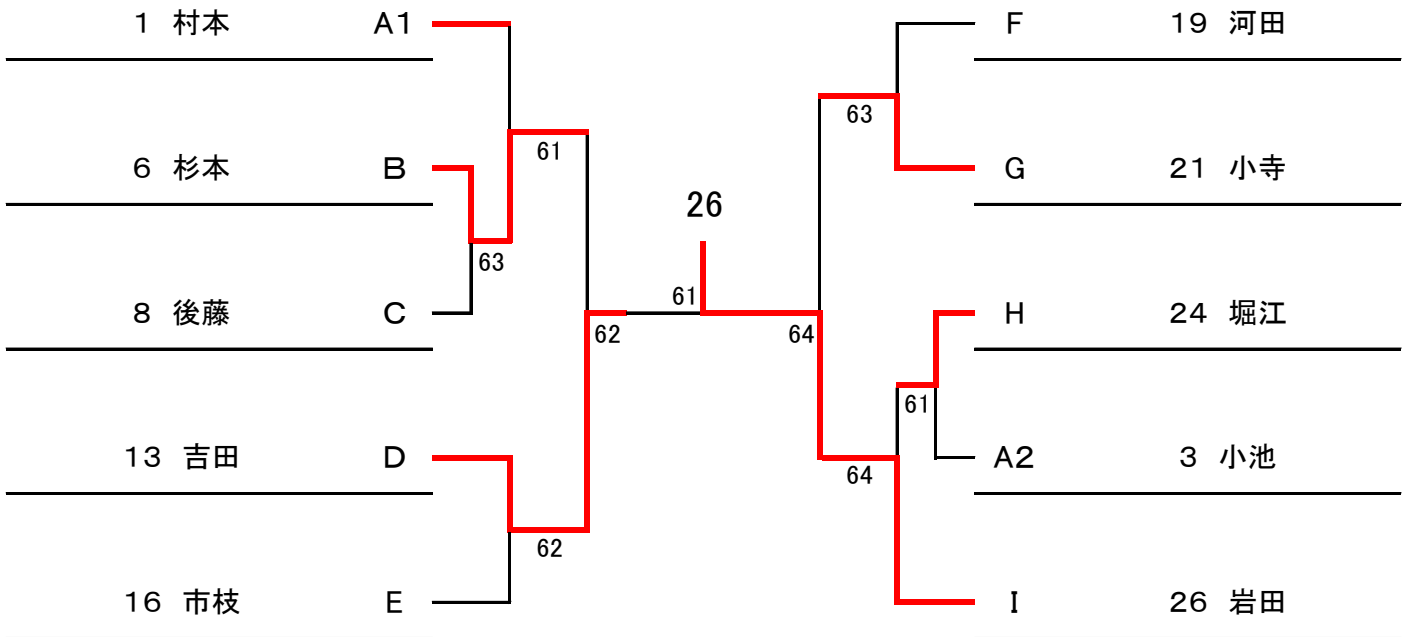 1 村本 A1
6 杉本 B
8 後藤 C
13 吉田 D
16 市枝 E
61
63
62
62
26
61
64
63
61
64
F 19 河田
G 21 小寺
H 24 堀江
A2 3 小池
I 26 岩田